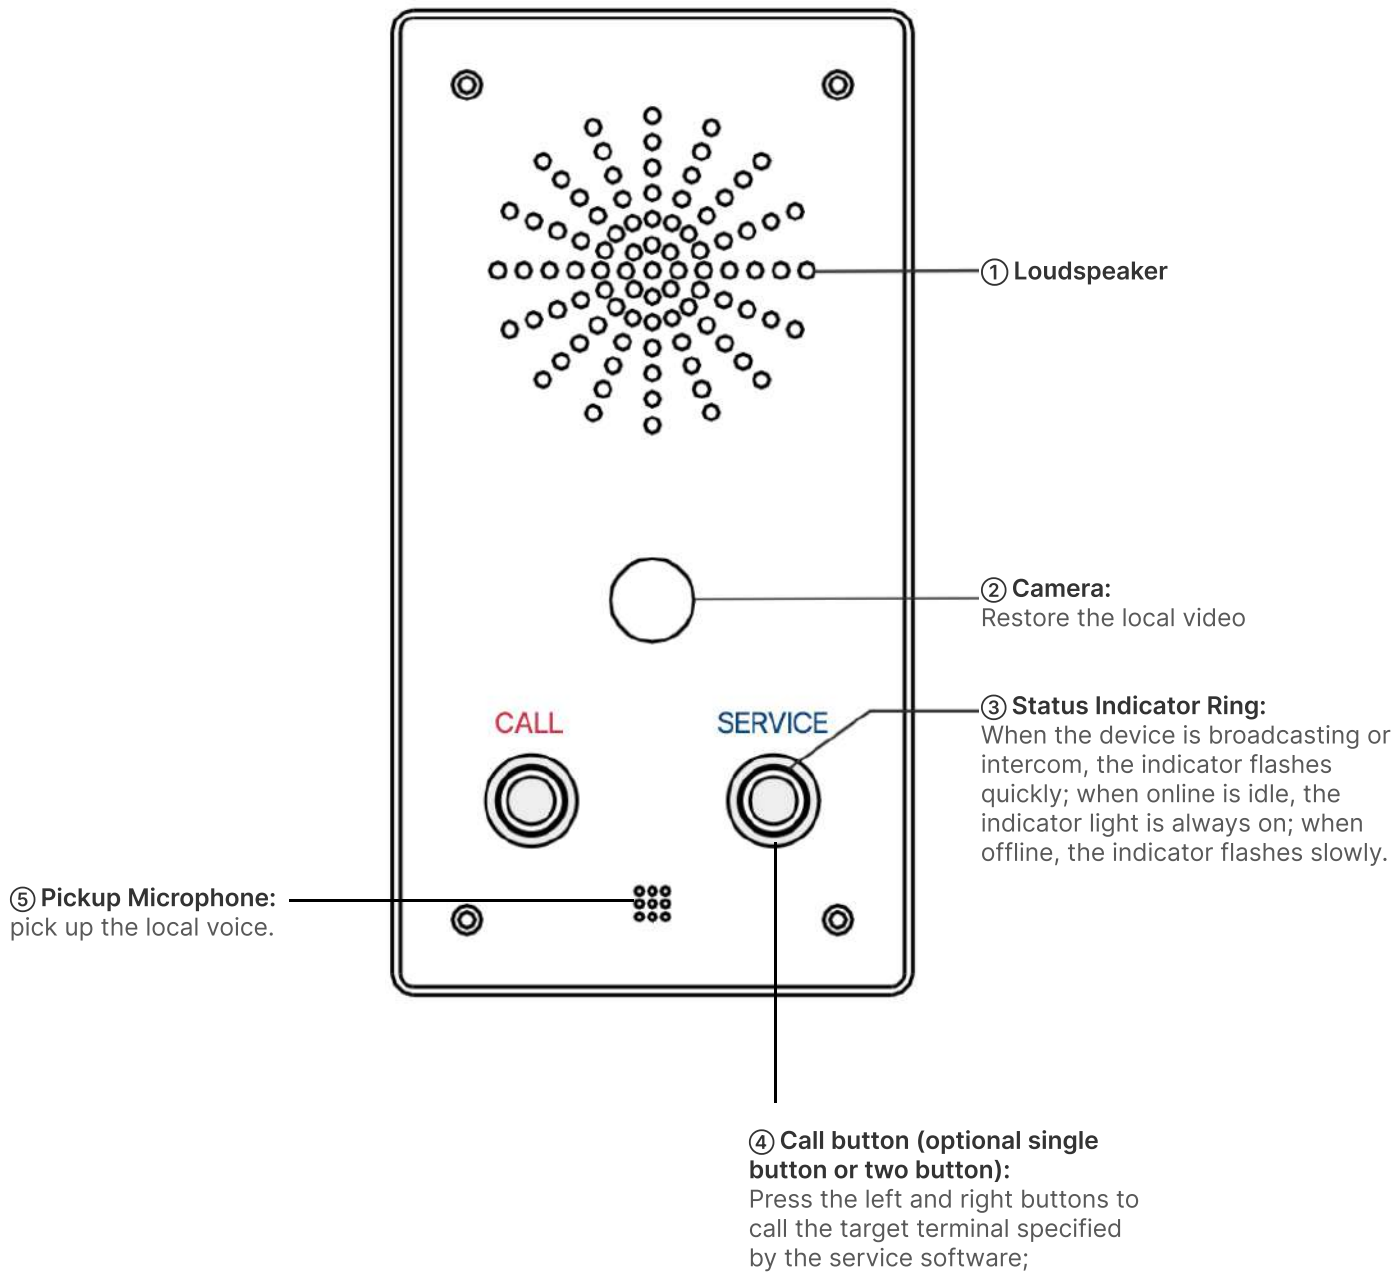 ① Loudspeaker
② Camera:
Restore the local video
CALL
SERVICE
③ Status Indicator Ring:
When the device is broadcasting or
intercom, the indicator flashes
quickly; when online is idle, the
indicator light is always on; when
offline, the indicator flashes slowly.
⑤ Pickup Microphone:
pick up the local voice.
④ Call button (optional single
button or two button):
Press the left and right buttons to
call the target terminal specified
by the service software;